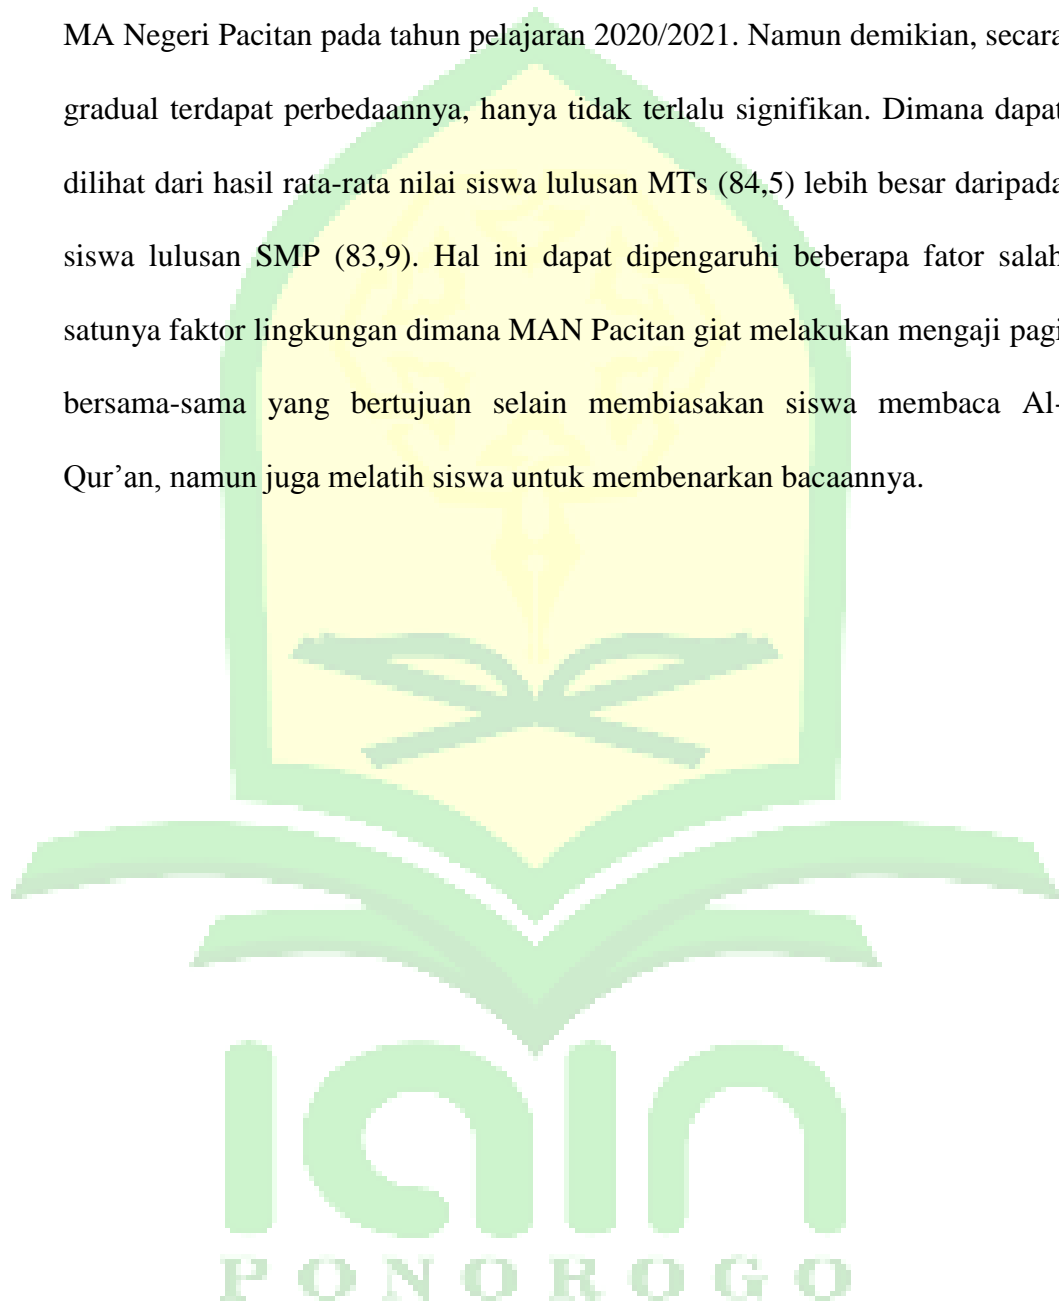 MA Negeri Pacitan pada tahun pelajaran 2020/2021. Namun demikian, secara
gradual terdapat perbedaannya, hanya tidak terlalu signifikan. Dimana dapat
dilihat dari hasil rata-rata nilai siswa lulusan MTs (84,5) lebih besar daripada
siswa lulusan SMP (83,9). Hal ini dapat dipengaruhi beberapa fator salah
satunya faktor lingkungan dimana MAN Pacitan giat melakukan mengaji pagi
bersama-sama yang bertujuan selain membiasakan siswa membaca Al-
Qur’an, namun juga melatih siswa untuk membenarkan bacaannya.
iain
PONOROGO